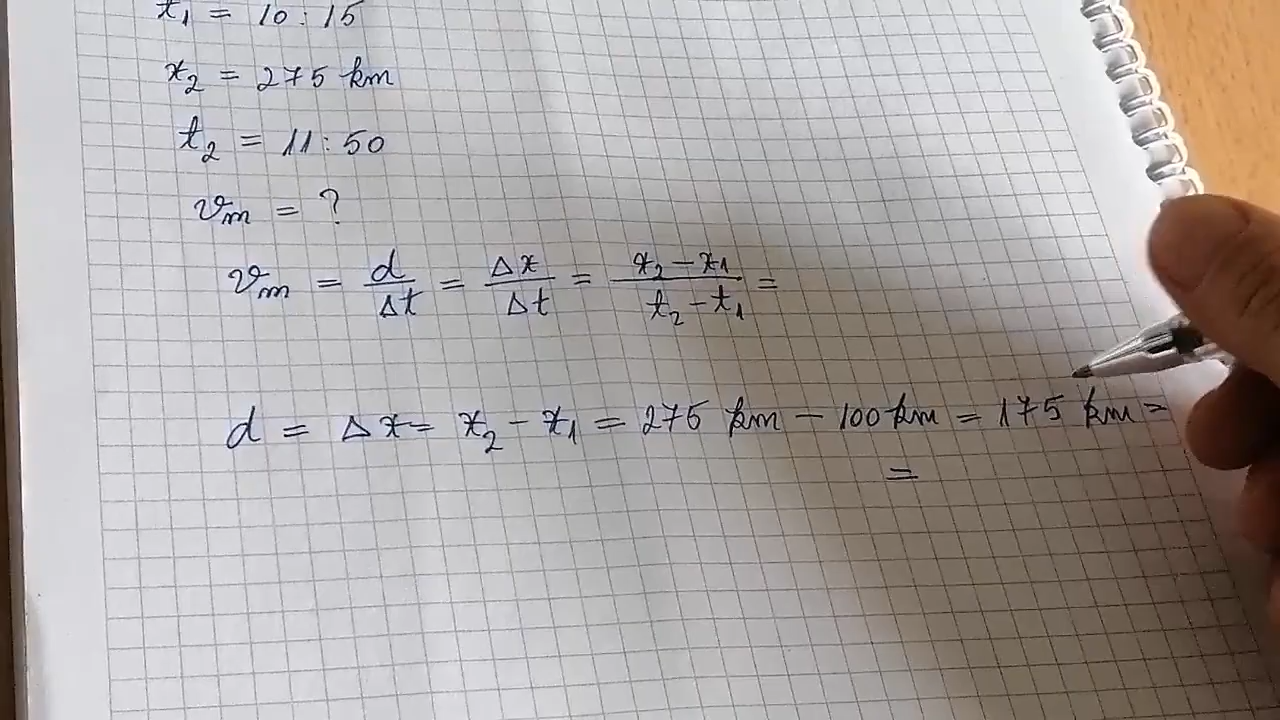 t₁ = 10 : 15
x₂ = 275 km
t₂ = 11 : 50
vₘ = ?
vₘ = d/Δt = Δx/Δt = (x₂ − x₁)/(t₂ − t₁) =
d = Δx = x₂ − x₁ = 275 km − 100 km = 175 km =
=